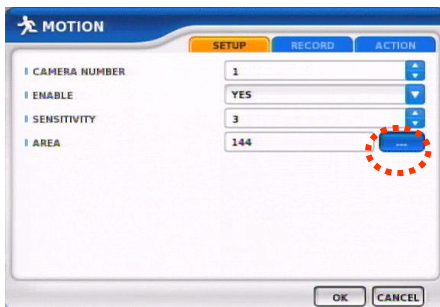 MOTION
SETUP RECORD ACTION
CAMERA NUMBER 1
ENABLE YES
SENSITIVITY 3
AREA 144 ...
OK CANCEL